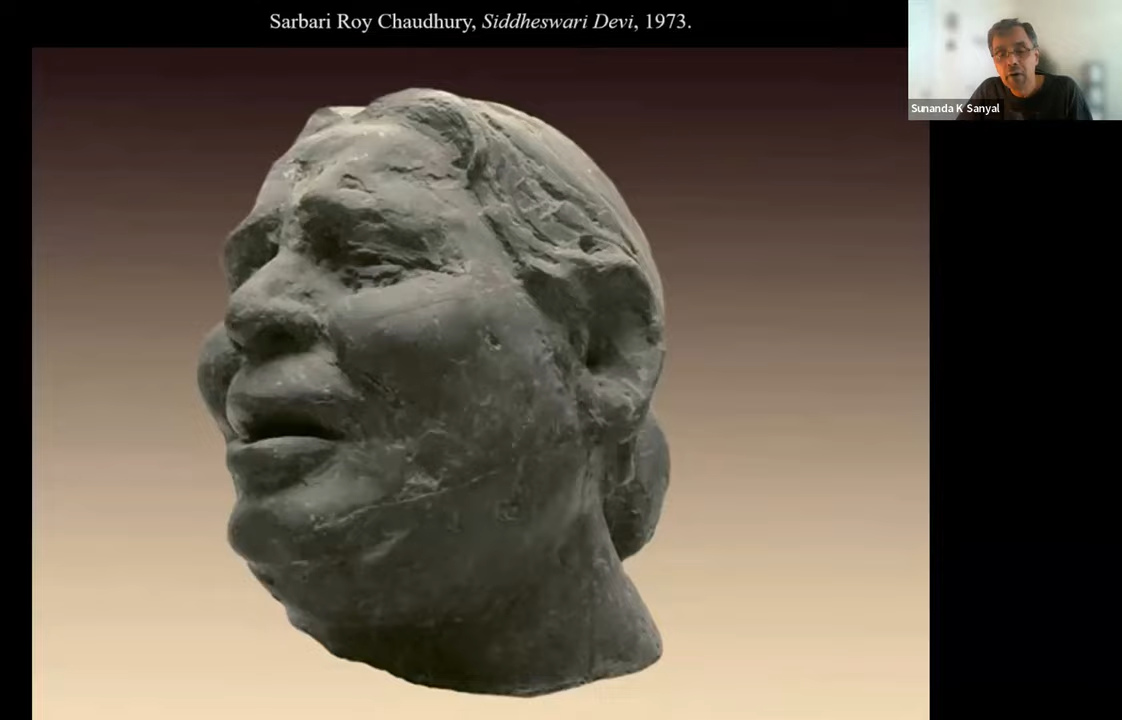 Sarbari Roy Chaudhury, Siddheswari Devi, 1973.
Sunanda K Sanyal